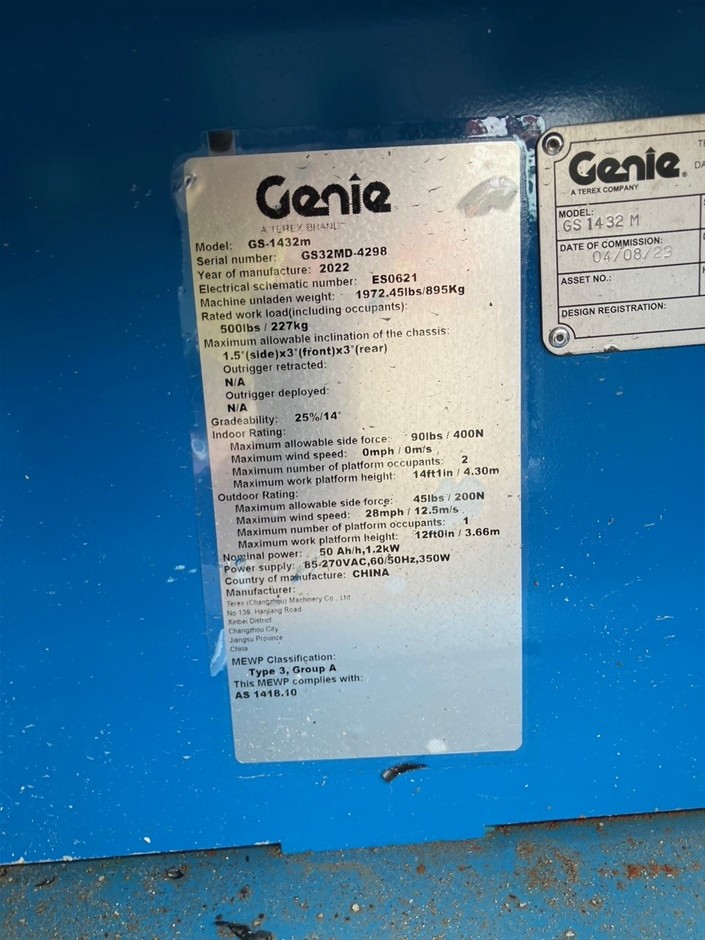 Genie
A TEREX BRAND
Model: GS-1432m
Serial number: GS32MD-4298
Year of manufacture: 2022
Electrical schematic number: ES0621
Machine unladen weight: 1972.45lbs/895Kg
Rated work load(including occupants):
500lbs / 227kg
Maximum allowable inclination of the chassis:
1.5°(side)x3°(front)x3°(rear)
Outrigger retracted:
N/A
Outrigger deployed:
N/A
Gradeability: 25%/14°
Indoor Rating:
Maximum allowable side force: 90lbs / 400N
Maximum wind speed: 0mph / 0m/s
Maximum number of platform occupants: 2
Maximum work platform height: 14ft1in / 4.30m
Outdoor Rating:
Maximum allowable side force: 45lbs / 200N
Maximum wind speed: 28mph / 12.5m/s
Maximum number of platform occupants: 1
Maximum work platform height: 12ft0in / 3.66m
Nominal power: 50 Ah/h,1.2kW
Power supply: 85-270VAC,60/50Hz,350W
Country of manufacture: CHINA
Manufacturer:
Terex (Changzhou) Machinery Co., Ltd
No 139, Hanjiang Road
Xinbei District
Changzhou City
Jiangsu Province
China
MEWP Classification:
Type 3, Group A
This MEWP complies with:
AS 1418.10
Genie
A TEREX COMPANY
MODEL:
GS 1432 M
DATE OF COMMISSION:
04/08/23
ASSET NO.:
DESIGN REGISTRATION: